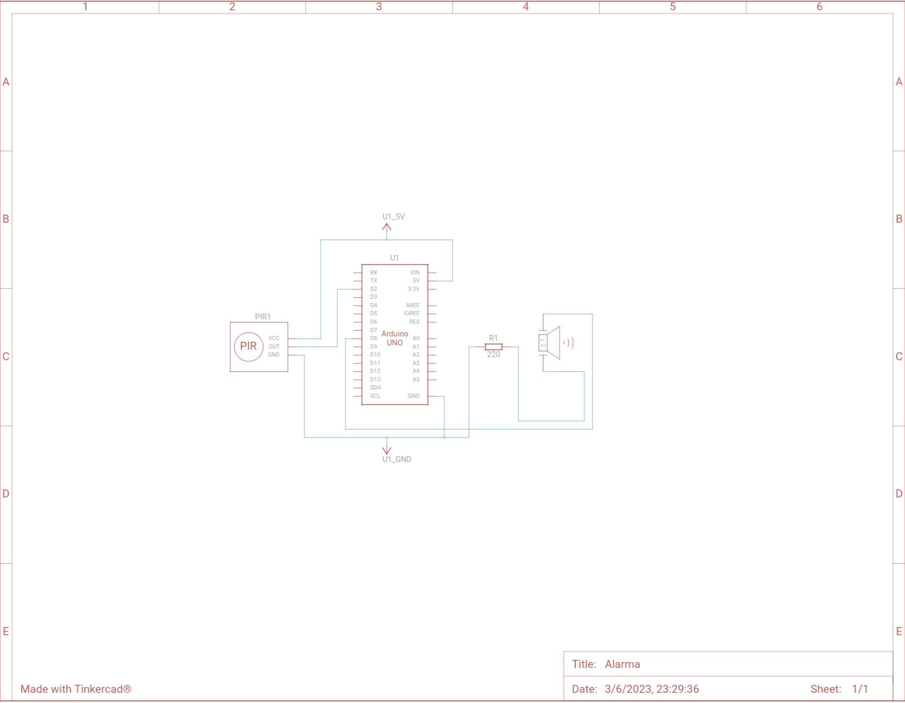 1 2 3 4 5 6
A A
B B
C C
D D
E E
U1_5V
U1
RX VIN
TX 5V
D2 3.3V
D3
D4 AREF
D5 IOREF
D6 RES
D7
Arduino
UNO
D8 A0
D9 A1
D10 A2
D11 A3
D12 A4
D13 A5
SDA
SCL GND
PIR1
PIR
VCC
OUT
GND
R1
220
U1_GND
Title: Alarma
Made with Tinkercad®
Date: 3/6/2023, 23:29:36 Sheet: 1/1